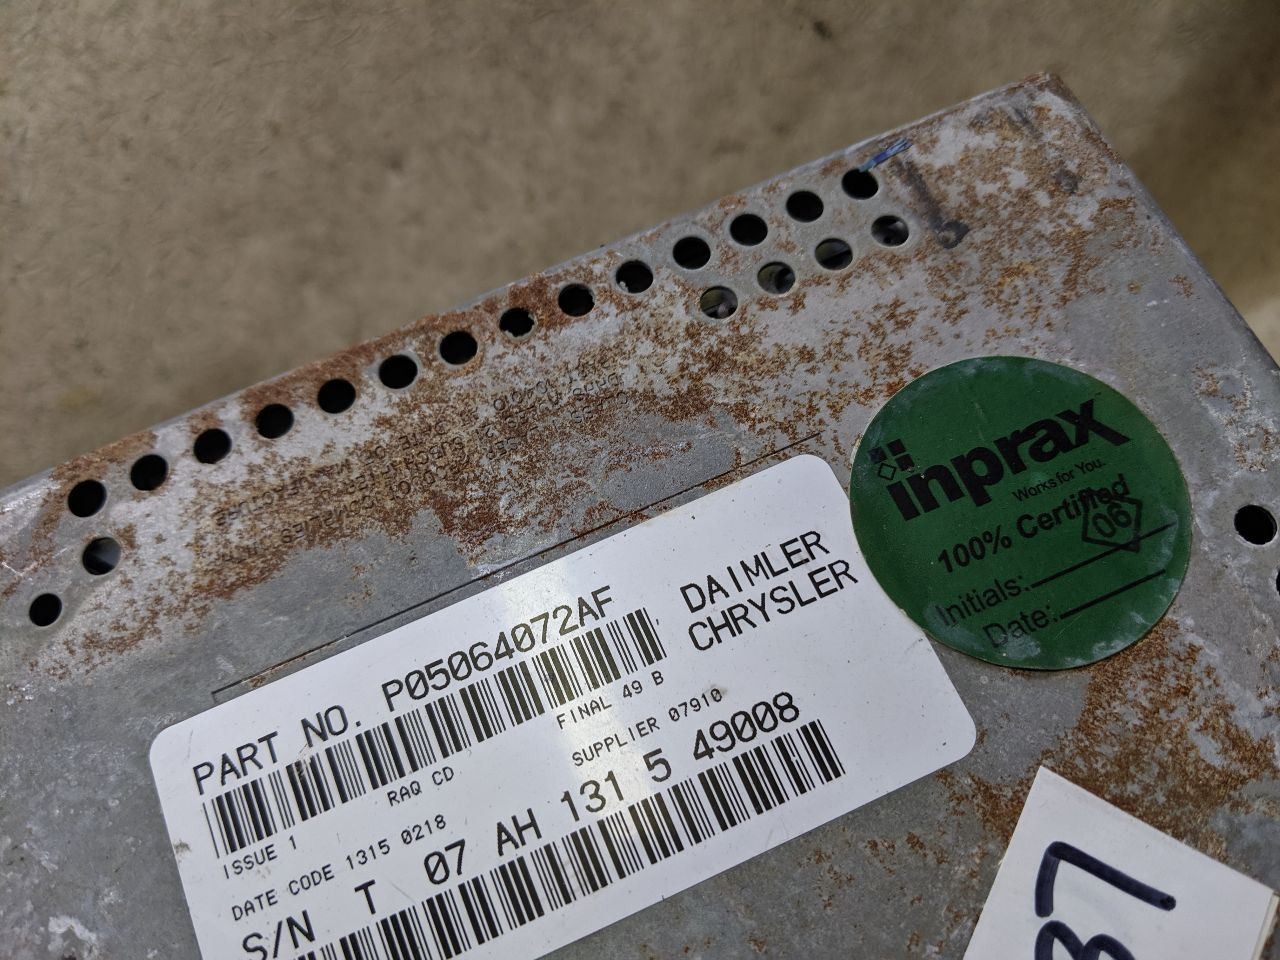 PART NO. P05064072AF
DAIMLER
CHRYSLER
RAQ CD
FINAL 49 B
ISSUE 1
SUPPLIER 07910
DATE CODE 1315 0218
S/N T 07 AH 131 5 49008
inprax
Works for You.
100% Certified
06
Initials:
Date:
37